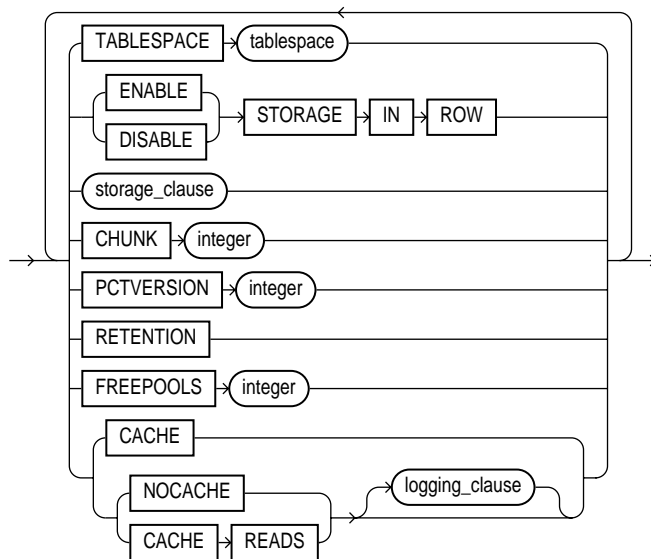 TABLESPACE tablespace
ENABLE
DISABLE
STORAGE IN ROW
storage_clause
CHUNK integer
PCTVERSION integer
RETENTION
FREEPOOLS integer
CACHE
NOCACHE
CACHE READS
logging_clause